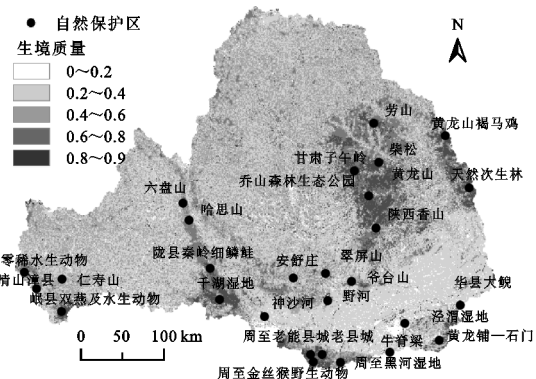 自然保护区
N
生境质量
0～0.2
0.2～0.4
0.4～0.6
0.6～0.8
0.8～0.9
劳山
黄龙山褐马鸡
柴松
甘肃子午岭
黄龙山
天然次生林
乔山森林生态公园
六盘山
哈思山
陕西香山
陇县秦岭细鳞鲑
安舒庄
翠屏山
零稀水生动物
爷台山
华县大鲵
仁寿山
千湖湿地
岷县双燕及水生动物
神沙河
野河
泾渭湿地
周至老能县城老县城
牛脊梁
黄龙铺—石门
0 50 100 km
周至金丝猴野生动物
周至黑河湿地